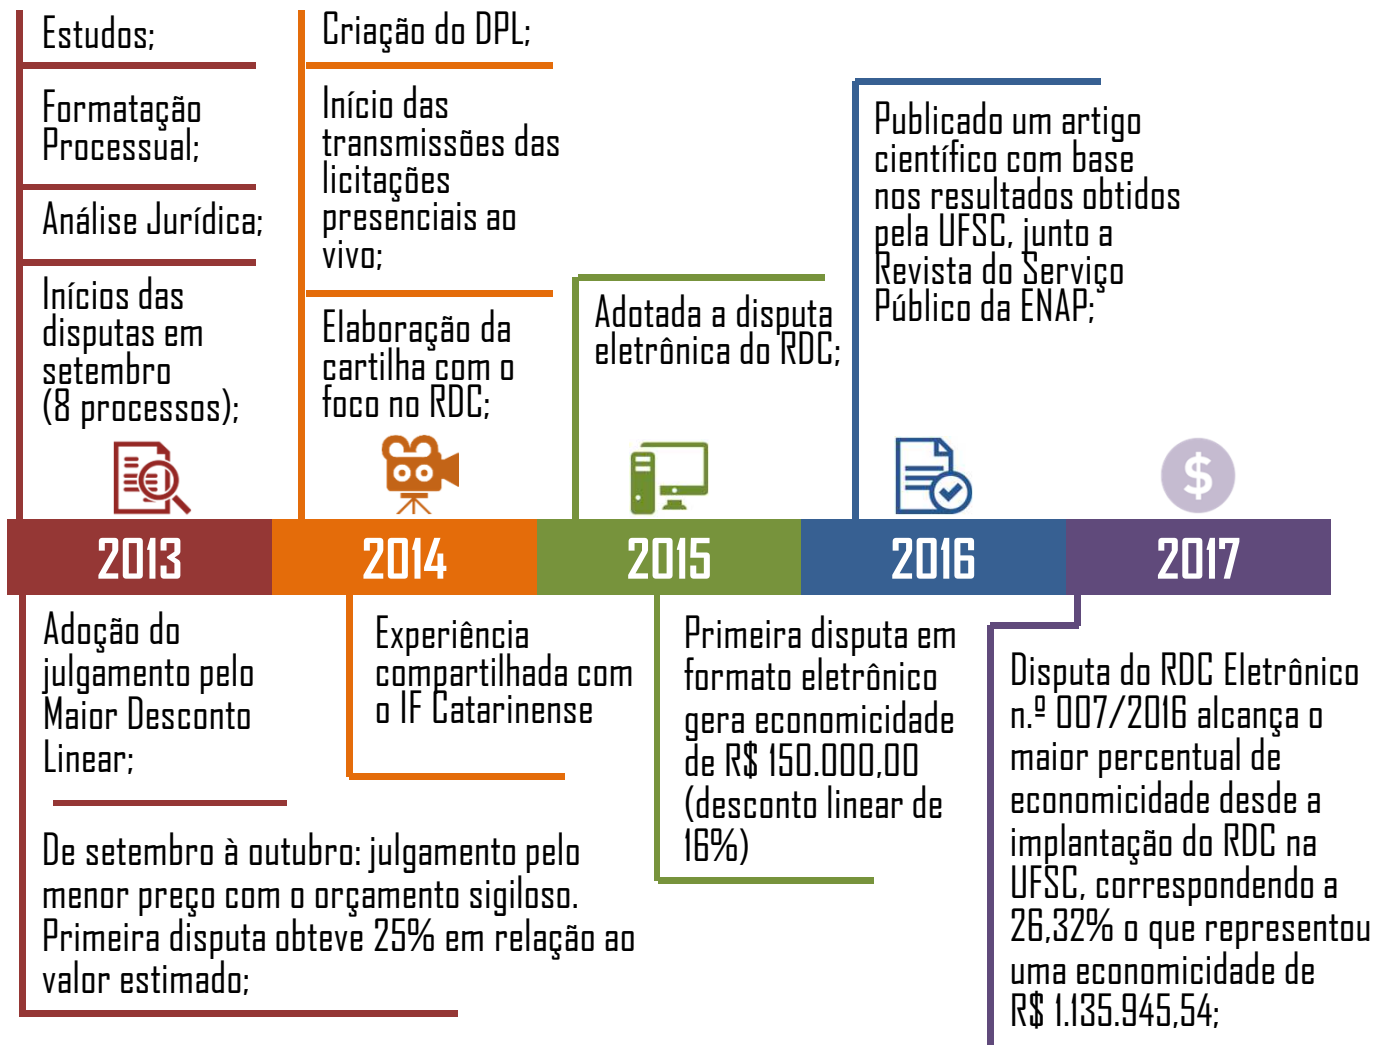 Estudos;
Formatação
Processual;
Análise Jurídica;
Inícios das
disputas em
setembro
(8 processos);
Criação do DPL;
Início das
transmissões das
licitações
presenciais ao
vivo;
Elaboração da
cartilha com o
foco no RDC;
Adotada a disputa
eletrônica do RDC;
Publicado um artigo
científico com base
nos resultados obtidos
pela UFSC, junto a
Revista do Serviço
Público da ENAP;
$
2013
2014
2015
2016
2017
Adoção do
julgamento pelo
Maior Desconto
Linear;
De setembro à outubro: julgamento pelo
menor preço com o orçamento sigiloso.
Primeira disputa obteve 25% em relação ao
valor estimado;
Experiência
compartilhada com
o IF Catarinense
Primeira disputa em
formato eletrônico
gera economicidade
de R$ 150.000,00
(desconto linear de
16%)
Disputa do RDC Eletrônico
n.º 007/2016 alcança o
maior percentual de
economicidade desde a
implantação do RDC na
UFSC, correspondendo a
26,32% o que representou
uma economicidade de
R$ 1.135.945,54;